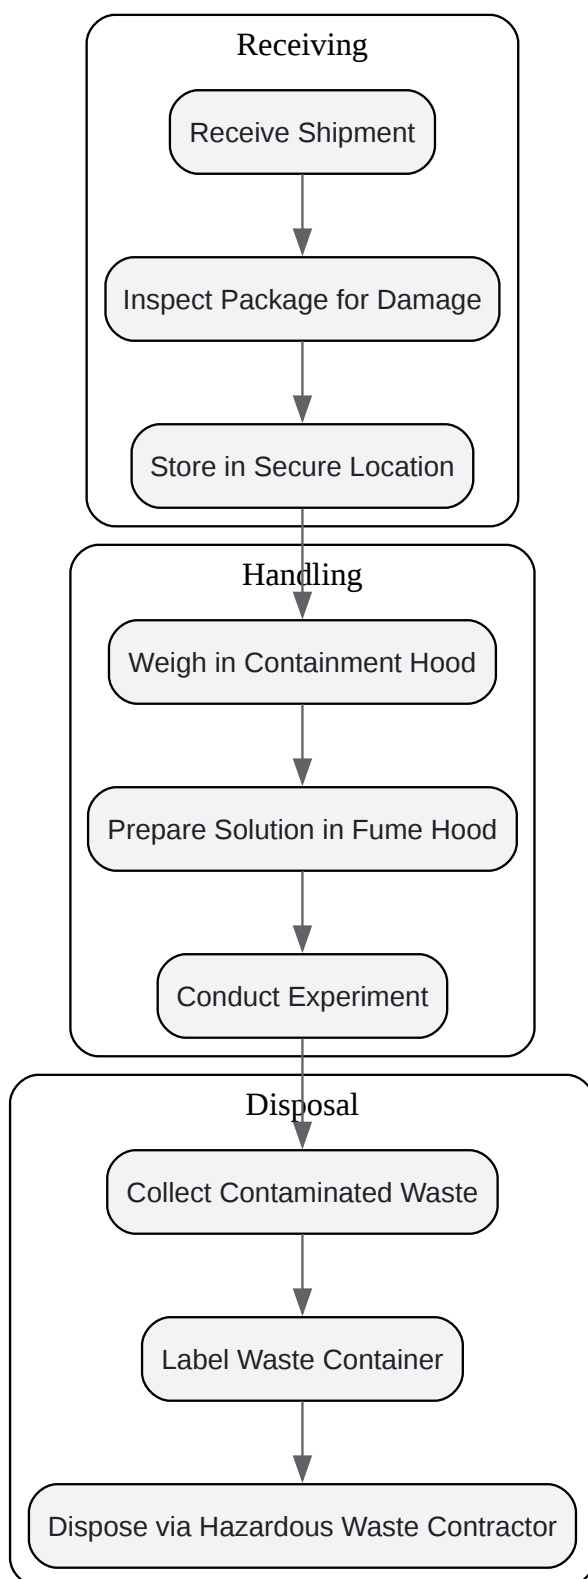 Receiving
Receive Shipment
Inspect Package for Damage
Store in Secure Location
Handling
Weigh in Containment Hood
Prepare Solution in Fume Hood
Conduct Experiment
Disposal
Collect Contaminated Waste
Label Waste Container
Dispose via Hazardous Waste Contractor